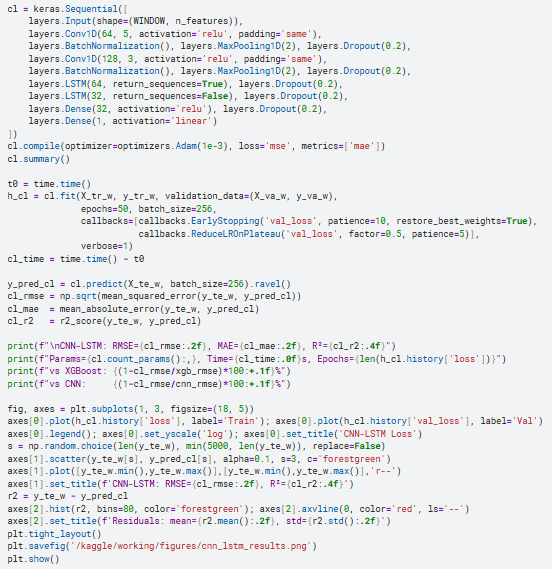 cl = keras.Sequential([
    layers.Input(shape=(WINDOW, n_features)),
    layers.Conv1D(64, 5, activation='relu', padding='same'),
    layers.BatchNormalization(), layers.MaxPooling1D(2), layers.Dropout(0.2),
    layers.Conv1D(128, 3, activation='relu', padding='same'),
    layers.BatchNormalization(), layers.MaxPooling1D(2), layers.Dropout(0.2),
    layers.LSTM(64, return_sequences=True), layers.Dropout(0.2),
    layers.LSTM(32, return_sequences=False), layers.Dropout(0.2),
    layers.Dense(32, activation='relu'), layers.Dropout(0.2),
    layers.Dense(1, activation='linear')
])
cl.compile(optimizer=optimizers.Adam(1e-3), loss='mse', metrics=['mae'])
cl.summary()

t0 = time.time()
h_cl = cl.fit(X_tr_w, y_tr_w, validation_data=(X_va_w, y_va_w),
              epochs=50, batch_size=256,
              callbacks=[callbacks.EarlyStopping('val_loss', patience=10, restore_best_weights=True),
                         callbacks.ReduceLROnPlateau('val_loss', factor=0.5, patience=5)],
              verbose=1)
cl_time = time.time() - t0

y_pred_cl = cl.predict(X_te_w, batch_size=256).ravel()
cl_rmse = np.sqrt(mean_squared_error(y_te_w, y_pred_cl))
cl_mae  = mean_absolute_error(y_te_w, y_pred_cl)
cl_r2   = r2_score(y_te_w, y_pred_cl)

print(f"\nCNN-LSTM: RMSE={cl_rmse:.2f}, MAE={cl_mae:.2f}, R²={cl_r2:.4f}")
print(f"Params={cl.count_params():,}, Time={cl_time:.0f}s, Epochs={len(h_cl.history['loss'])}")
print(f"vs XGBoost: {(1-cl_rmse/xgb_rmse)*100:+.1f}%")
print(f"vs CNN:     {(1-cl_rmse/cnn_rmse)*100:+.1f}%")

fig, axes = plt.subplots(1, 3, figsize=(18, 5))
axes[0].plot(h_cl.history['loss'], label='Train'); axes[0].plot(h_cl.history['val_loss'], label='Val')
axes[0].legend(); axes[0].set_yscale('log'); axes[0].set_title('CNN-LSTM Loss')
s = np.random.choice(len(y_te_w), min(5000, len(y_te_w)), replace=False)
axes[1].scatter(y_te_w[s], y_pred_cl[s], alpha=0.1, s=3, c='forestgreen')
axes[1].plot([y_te_w.min(),y_te_w.max()],[y_te_w.min(),y_te_w.max()],'r--')
axes[1].set_title(f'CNN-LSTM: RMSE={cl_rmse:.2f}, R²={cl_r2:.4f}')
r2 = y_te_w - y_pred_cl
axes[2].hist(r2, bins=80, color='forestgreen'); axes[2].axvline(0, color='red', ls='--')
axes[2].set_title(f'Residuals: mean={r2.mean():.2f}, std={r2.std():.2f}')
plt.tight_layout()
plt.savefig('/kaggle/working/figures/cnn_lstm_results.png')
plt.show()